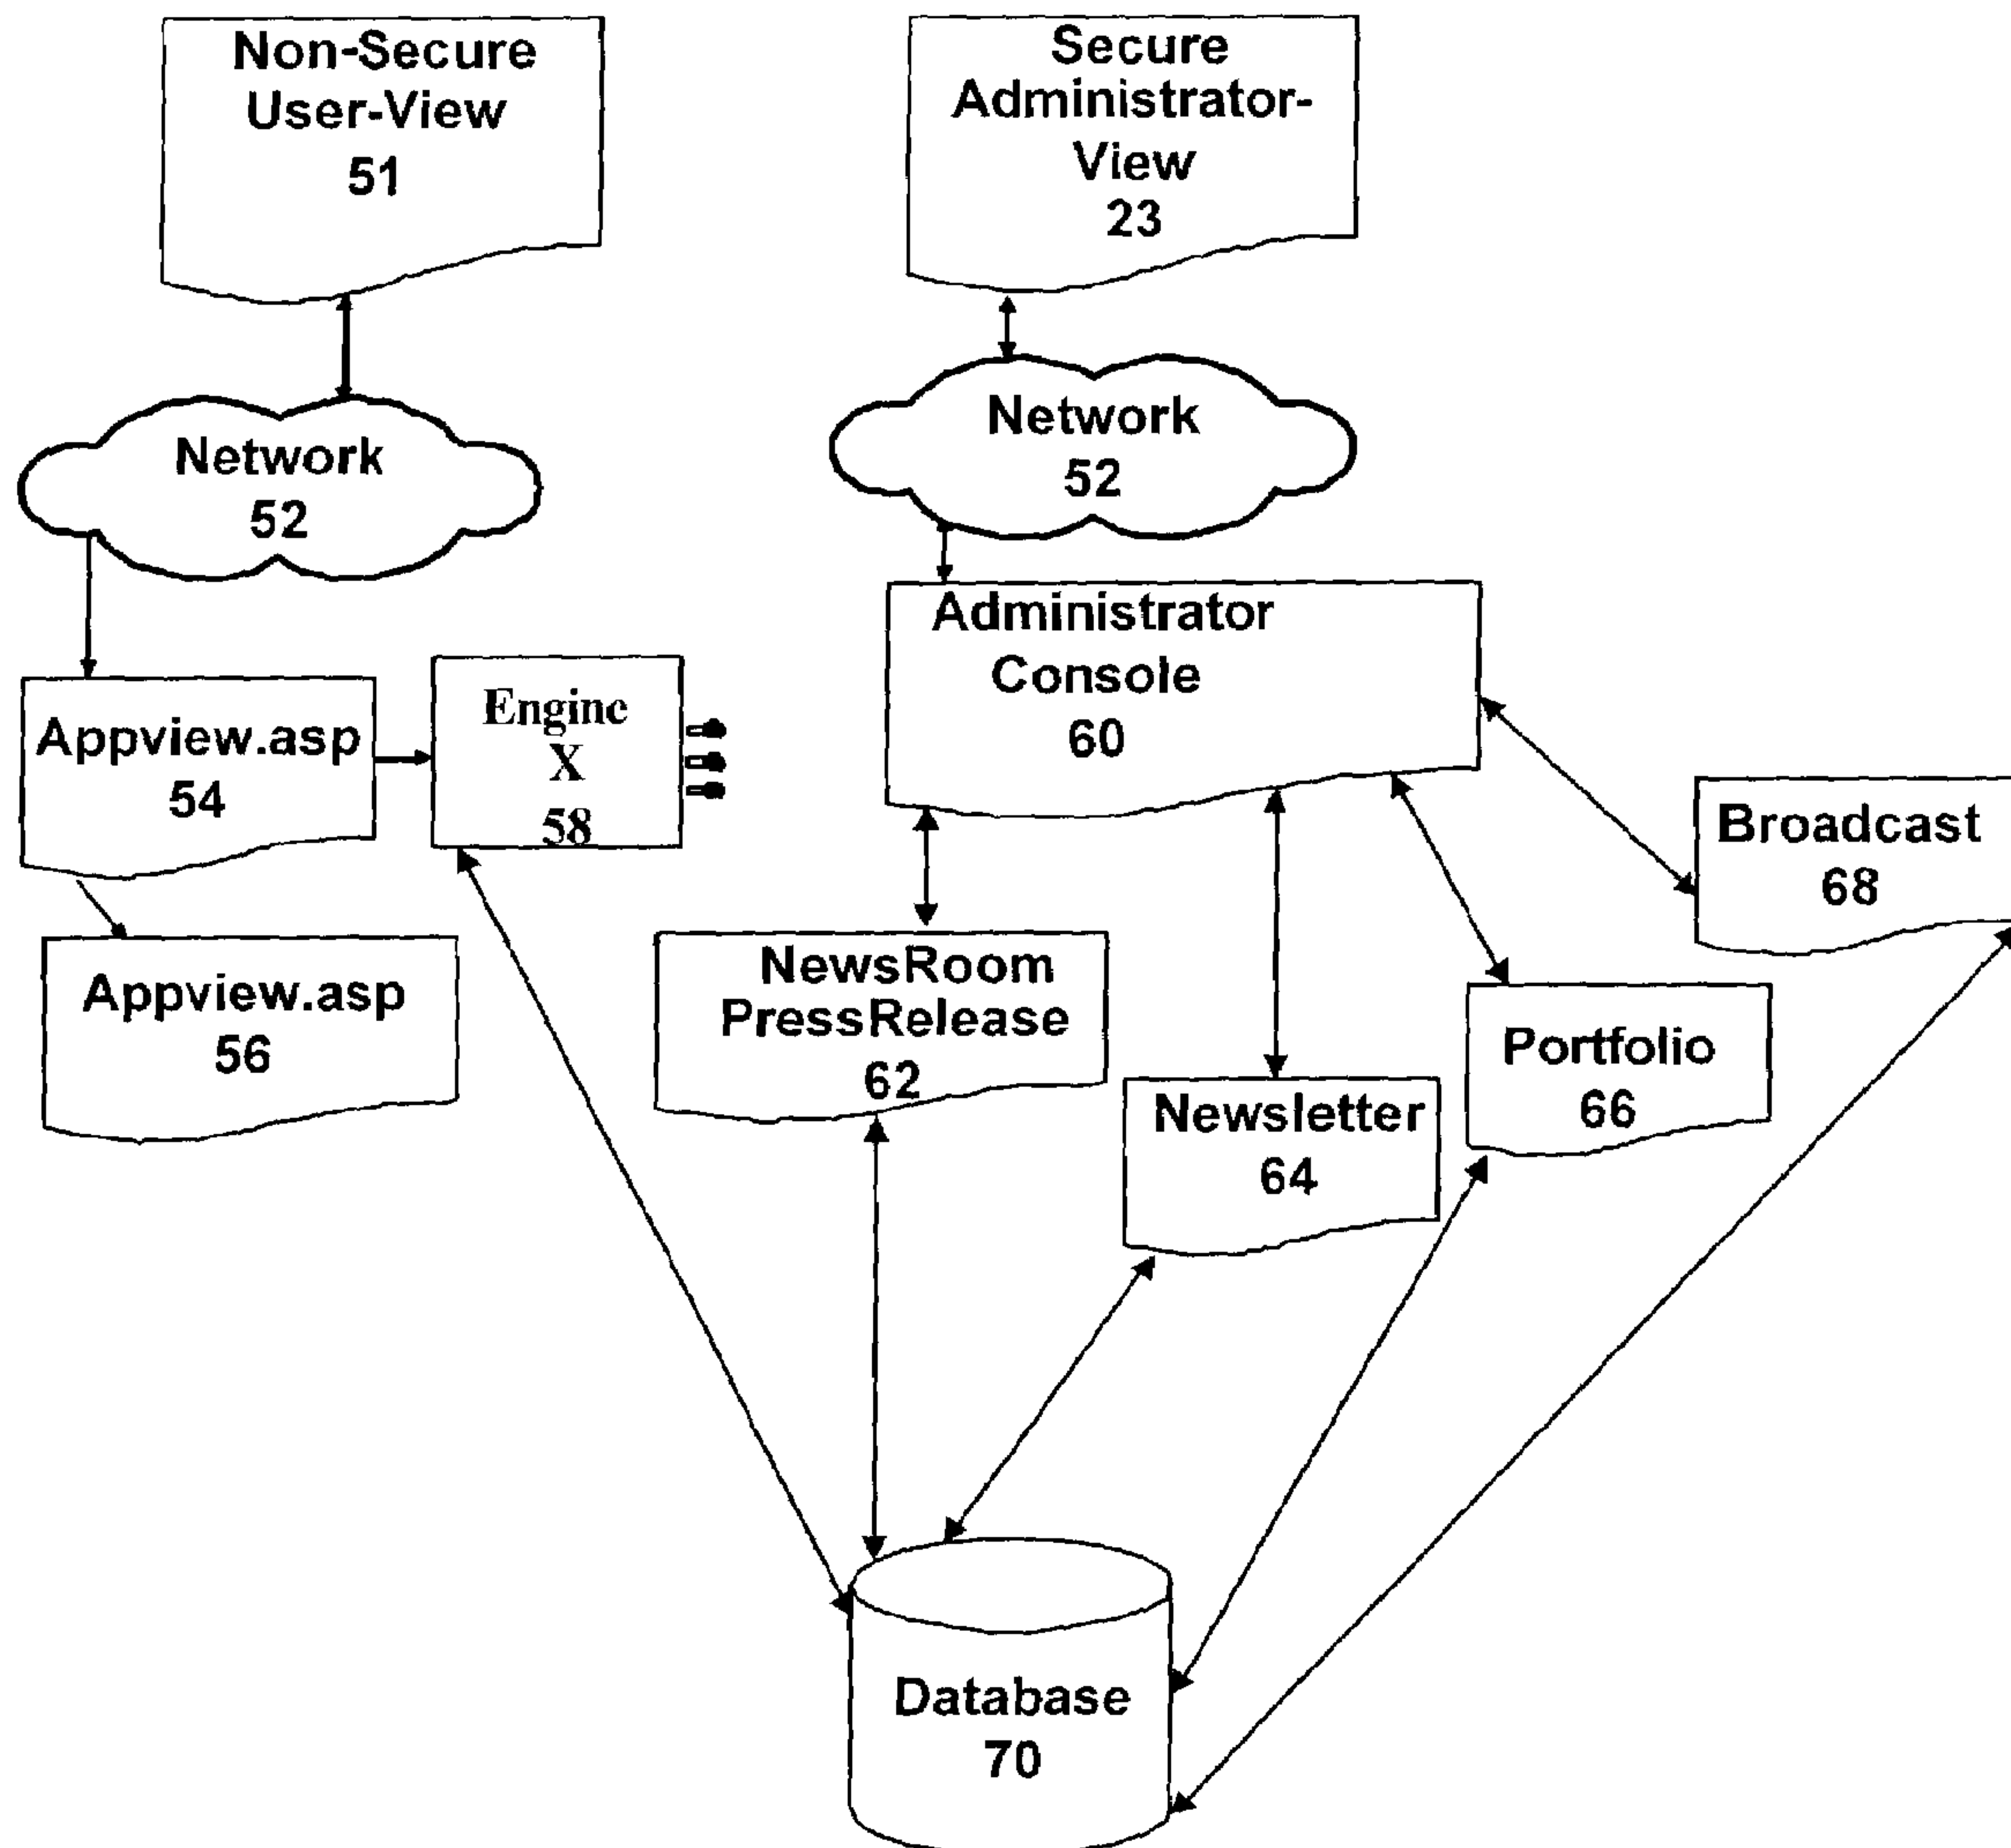 Non-Secure
User-View
51
Secure
Administrator-
View
23
Network
52
Network
52
Appview.asp
54
Engine
X
58
Administrator
Console
60
Broadcast
68
Appview.asp
56
NewsRoom
PressRelease
62
Newsletter
64
Portfolio
66
Database
70